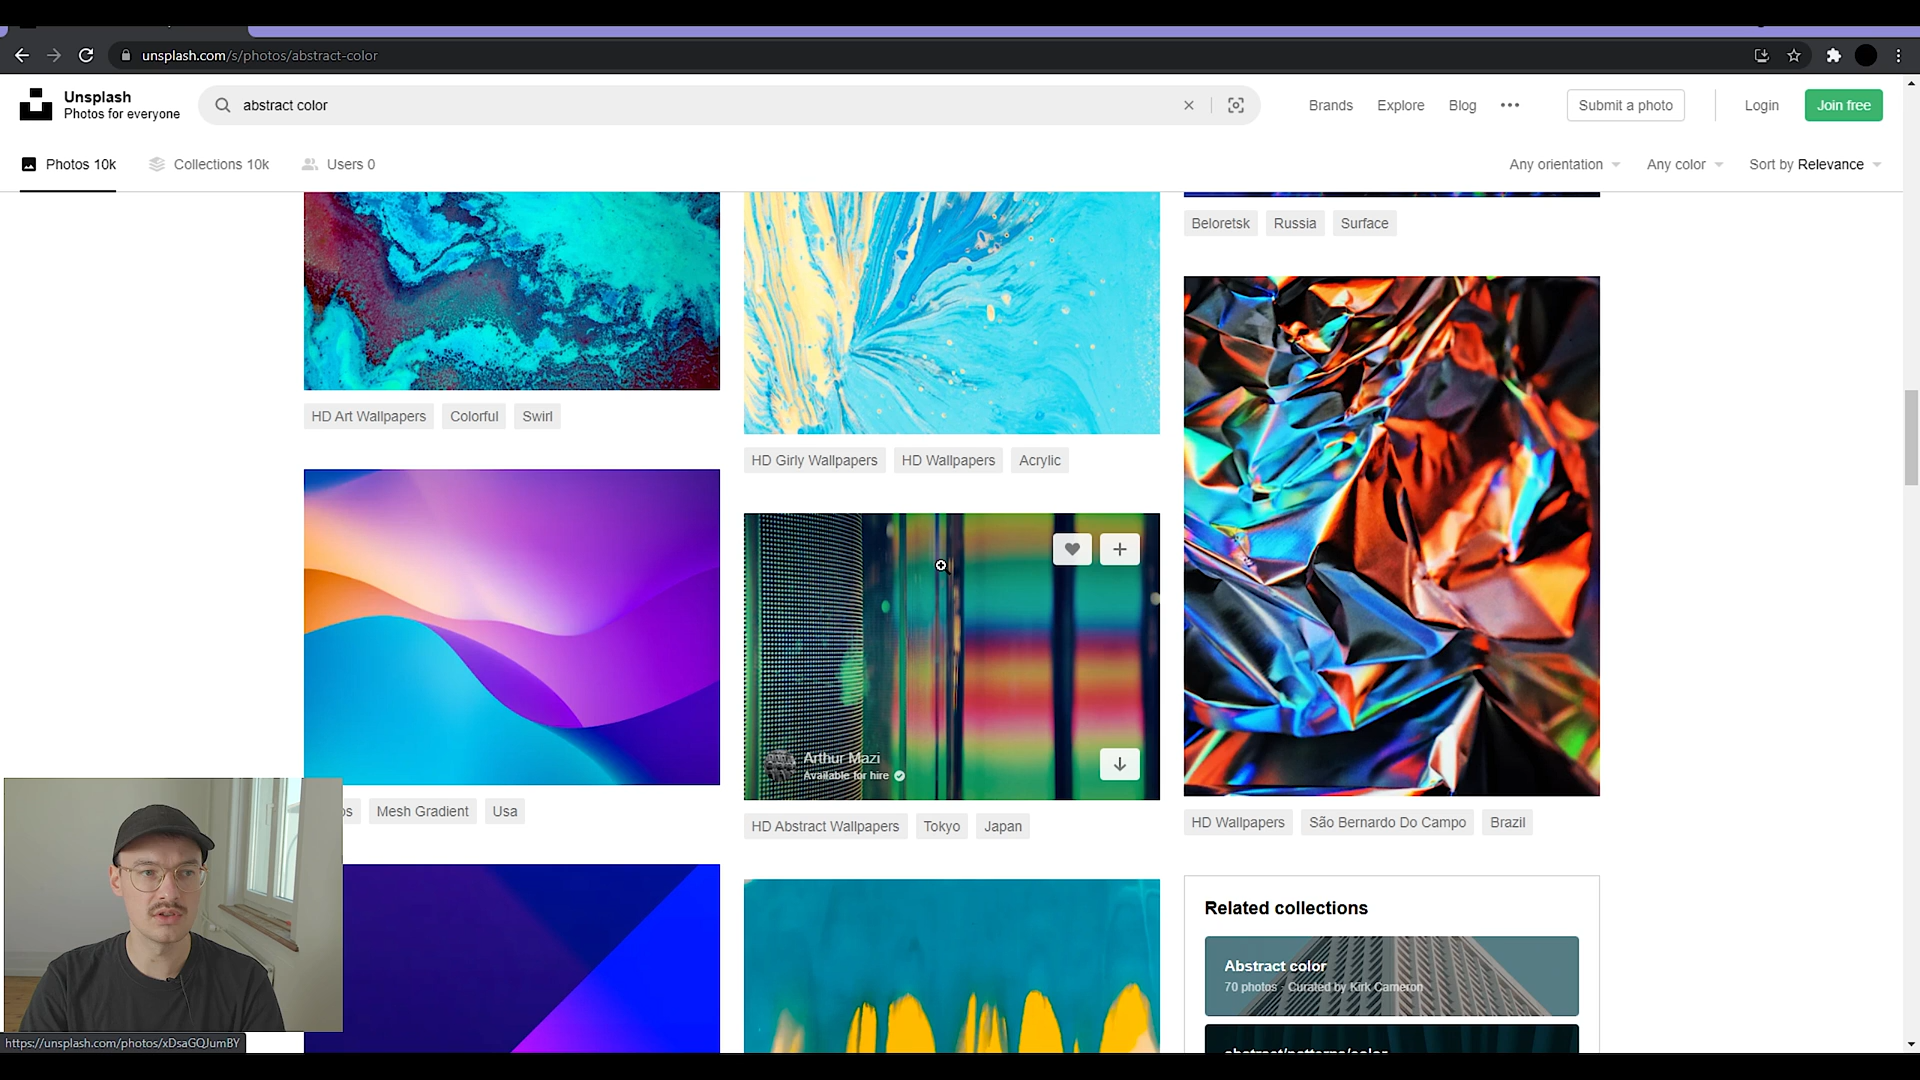 unsplash.com/s/photos/abstract-color
Unsplash
Photos for everyone
abstract color
Brands
Explore
Blog
Submit a photo
Login
Join free
Photos 10k
Collections 10k
Users 0
Any orientation
Any color
Sort by Relevance
Beloretsk
Russia
Surface
HD Art Wallpapers
Colorful
Swirl
HD Girly Wallpapers
HD Wallpapers
Acrylic
Arthur Mazi
Available for hire
Mesh Gradient
Usa
HD Abstract Wallpapers
Tokyo
Japan
HD Wallpapers
São Bernardo Do Campo
Brazil
Related collections
Abstract color
70 photos · Curated by Kirk Cameron
abstract/patterns/color
https://unsplash.com/photos/xDsaGQJumBY